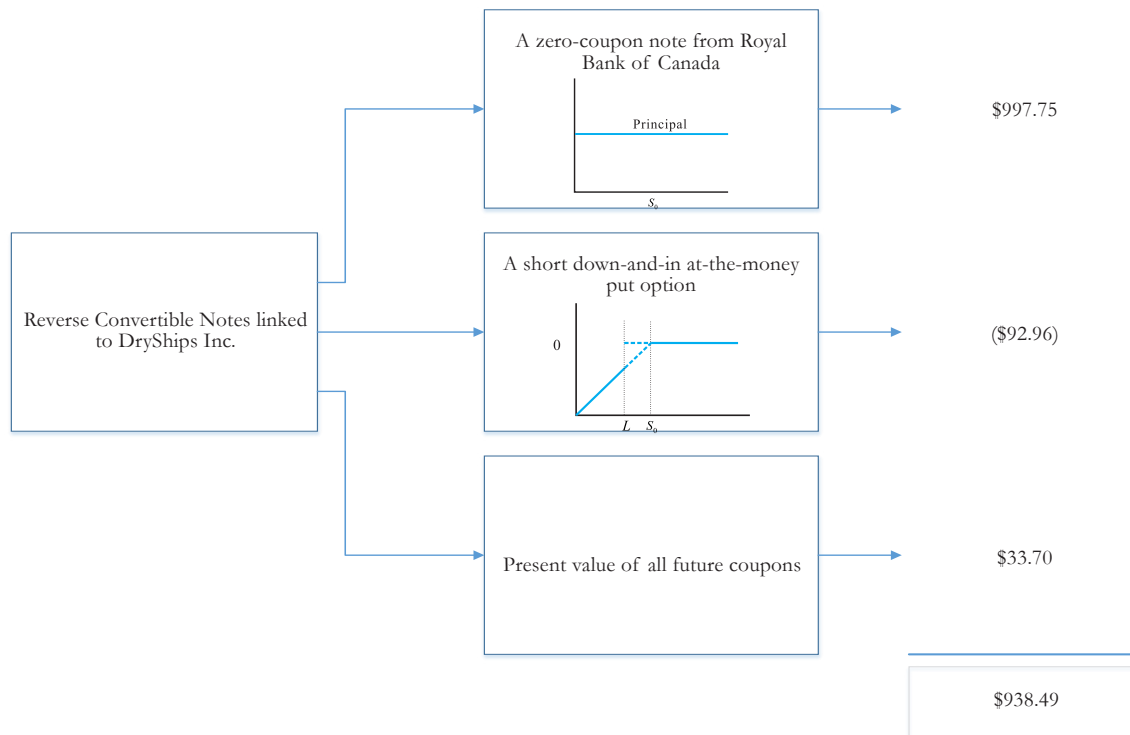 A zero-coupon note from Royal
Bank of Canada
Principal
S₀
$997.75
Reverse Convertible Notes linked
to DryShips Inc.
A short down-and-in at-the-money
put option
0
L S₀
($92.96)
Present value of all future coupons
$33.70
$938.49